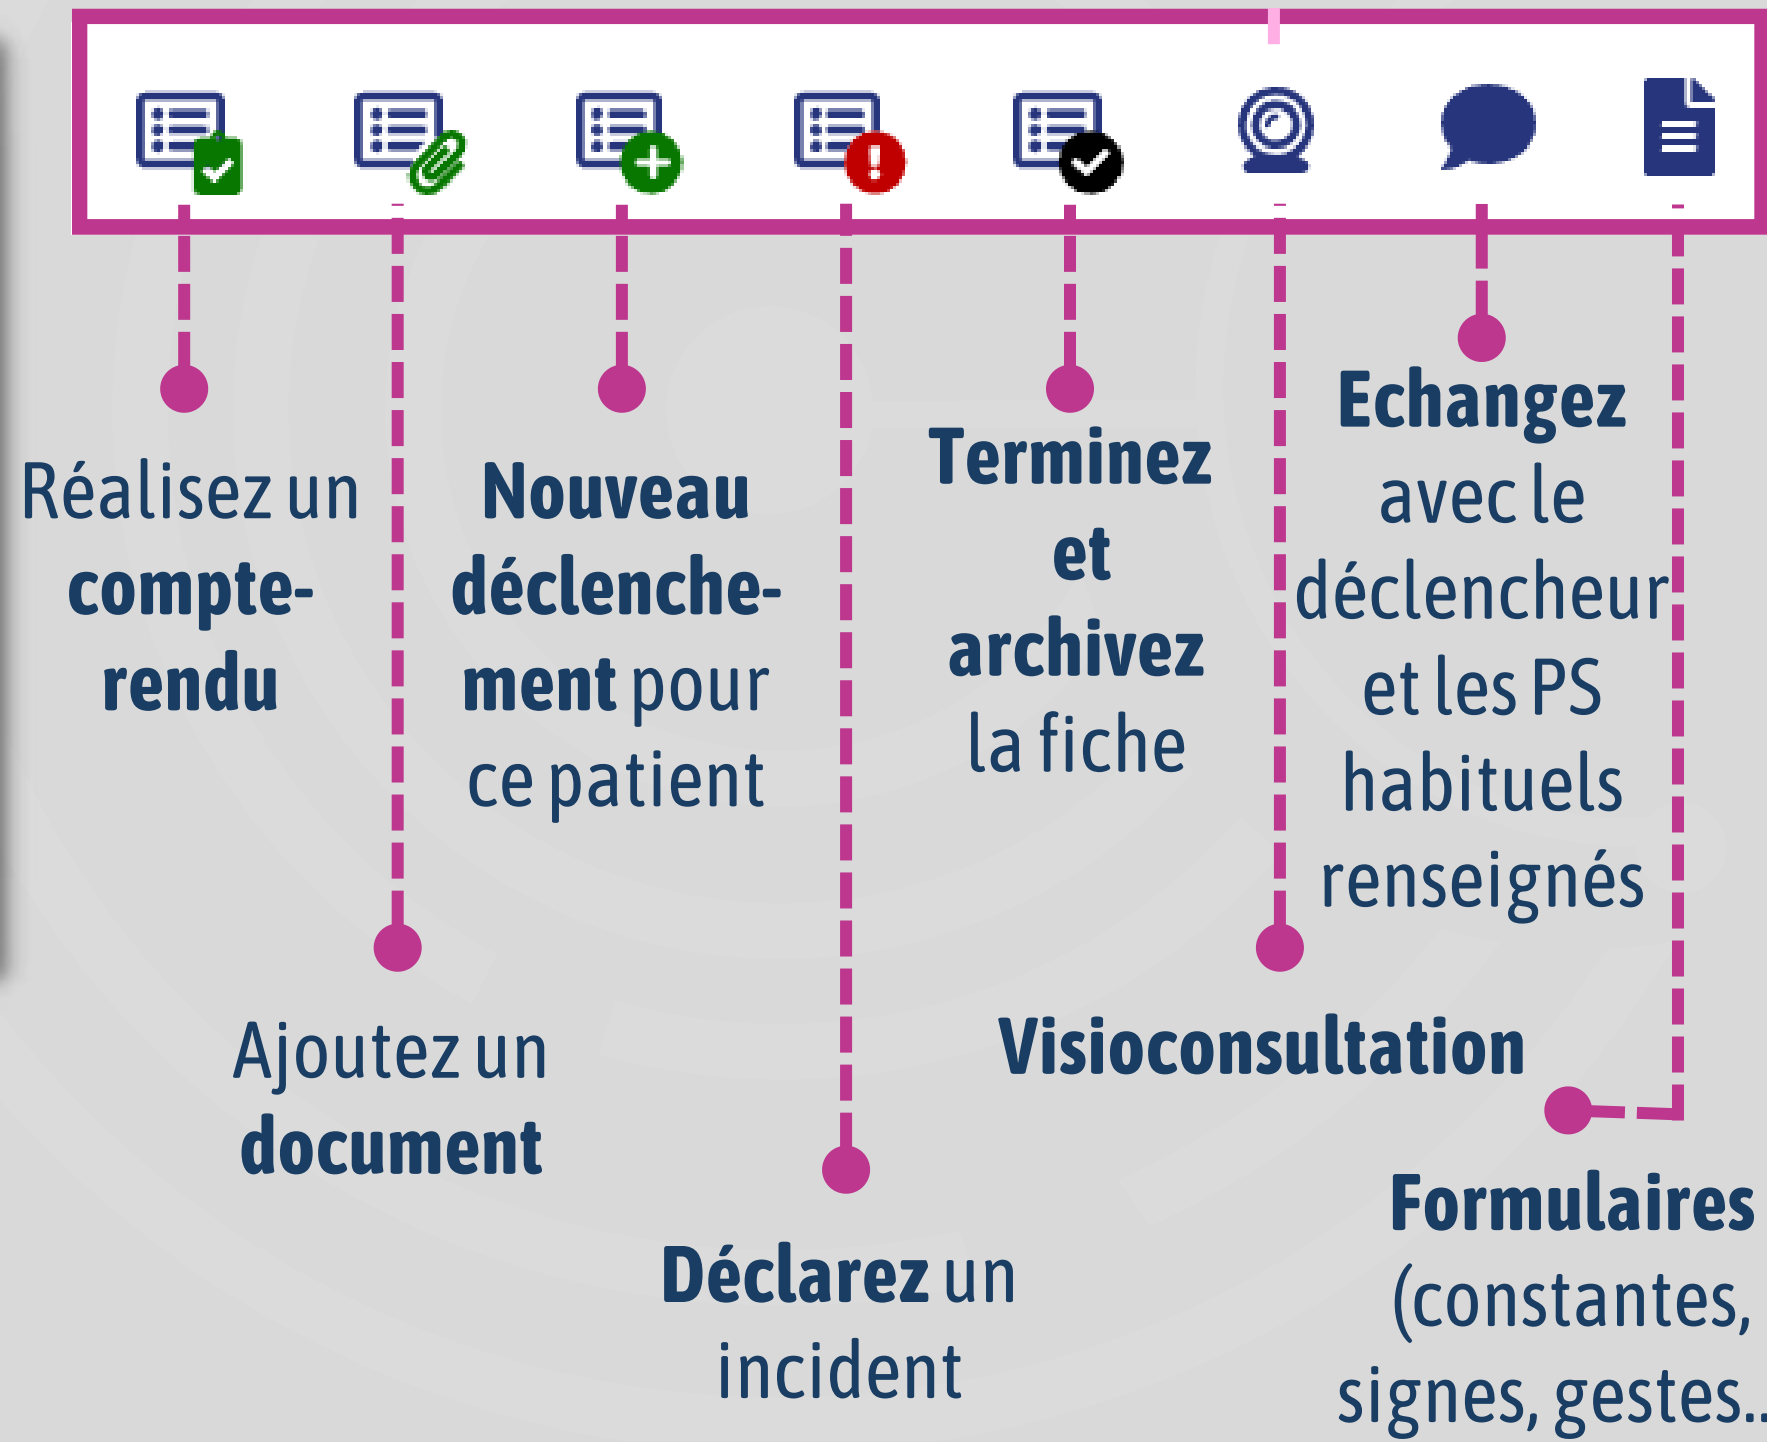 Réalisez un
compte-
rendu
Ajoutez un
document
Nouveau
déclenche-
ment pour
ce patient
Déclarez un
incident
Terminez
et
archivez
la fiche
Visioconsultation
Echangez
avec le
déclencheur
et les PS
habituels
renseignés
Formulaires
(constantes,
signes, gestes..